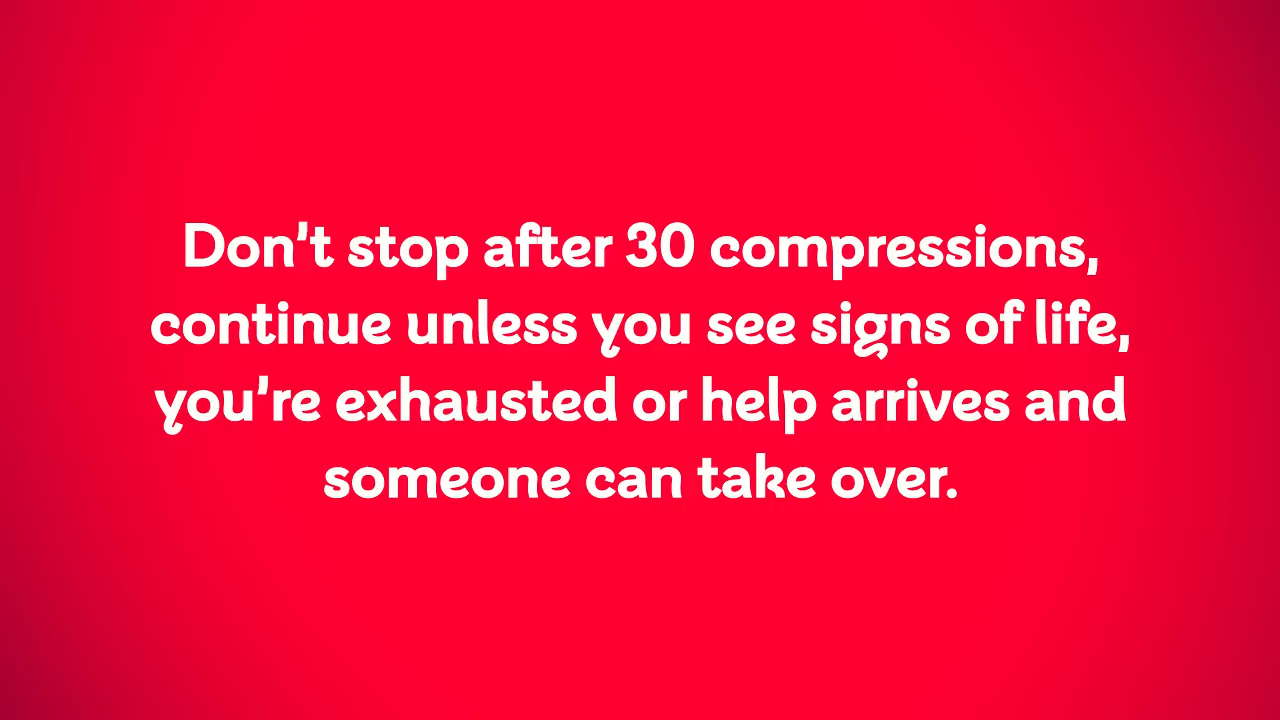 Don't stop after 30 compressions,
continue unless you see signs of life,
you're exhausted or help arrives and
someone can take over.